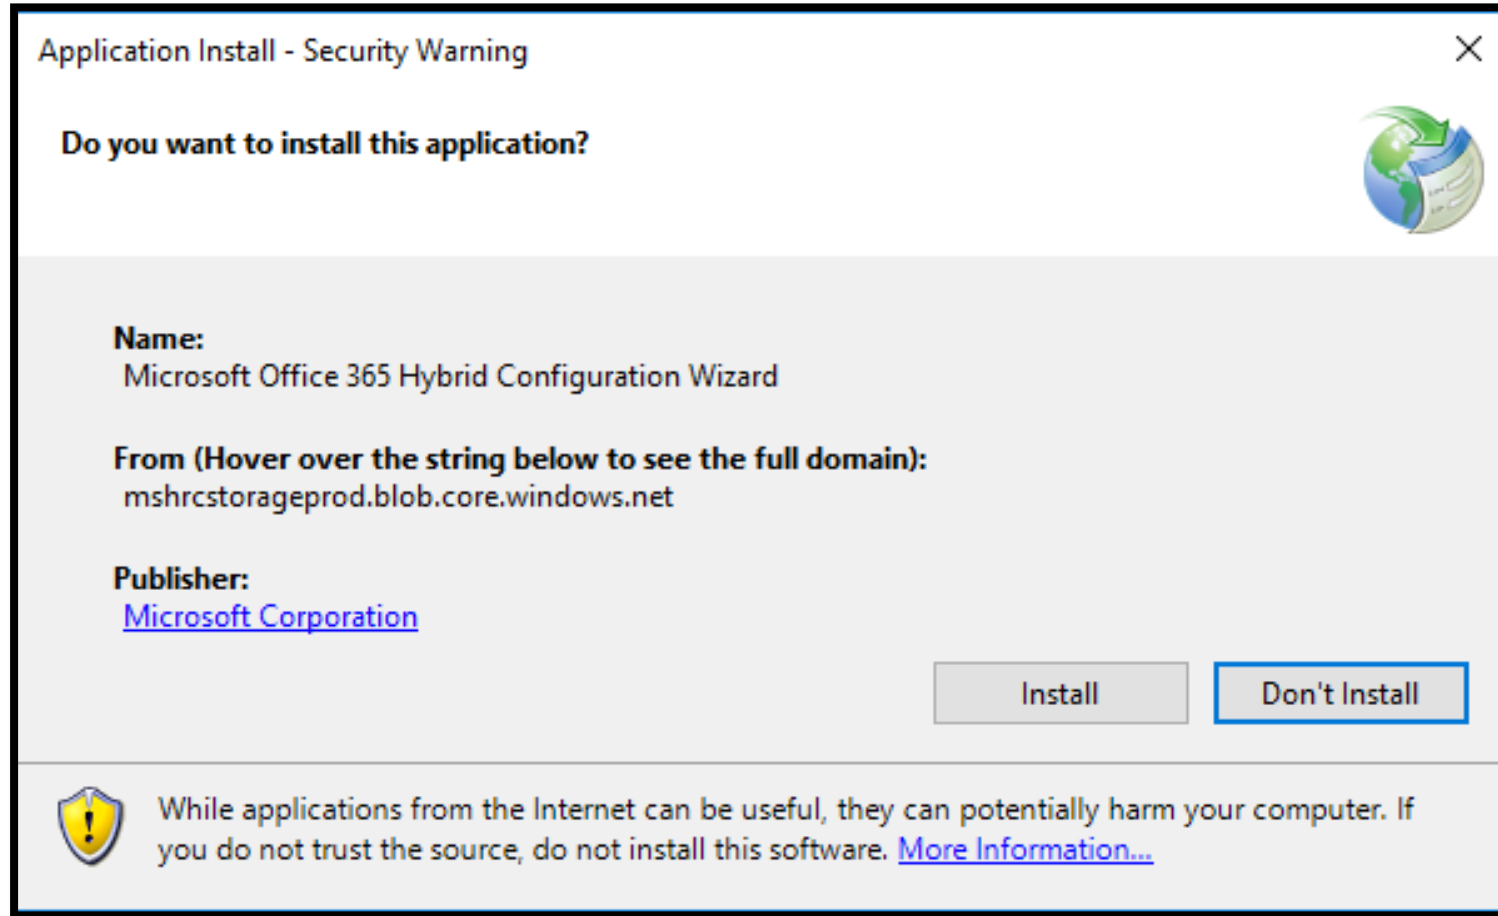 Application Install - Security Warning
Do you want to install this application?
Name:
Microsoft Office 365 Hybrid Configuration Wizard
From (Hover over the string below to see the full domain):
mshrcstorageprod.blob.core.windows.net
Publisher:
Microsoft Corporation
Install
Don't Install
While applications from the Internet can be useful, they can potentially harm your computer. If
you do not trust the source, do not install this software. More Information...